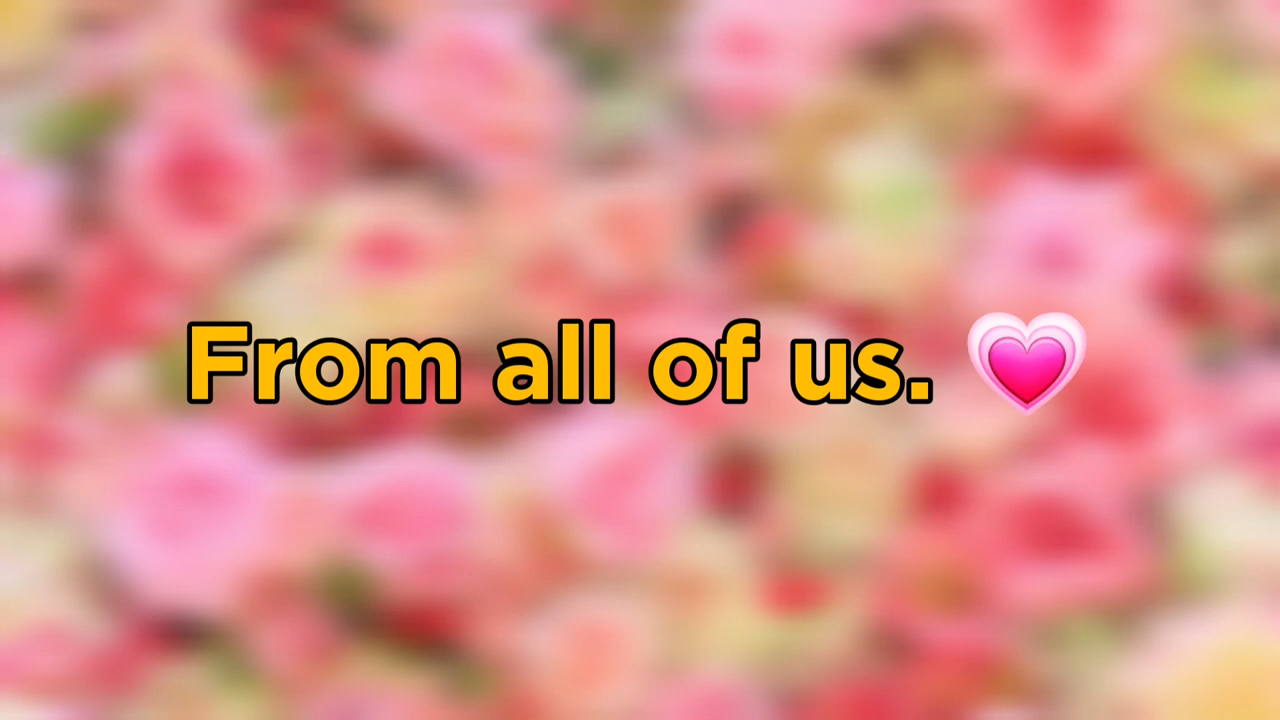 From all of us. 💗